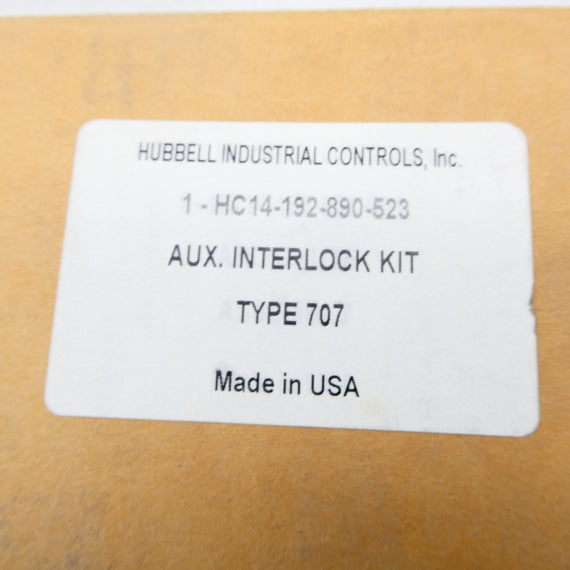 HUBBELL INDUSTRIAL CONTROLS, Inc.
1 - HC14-192-890-523
AUX. INTERLOCK KIT
TYPE 707
Made in USA